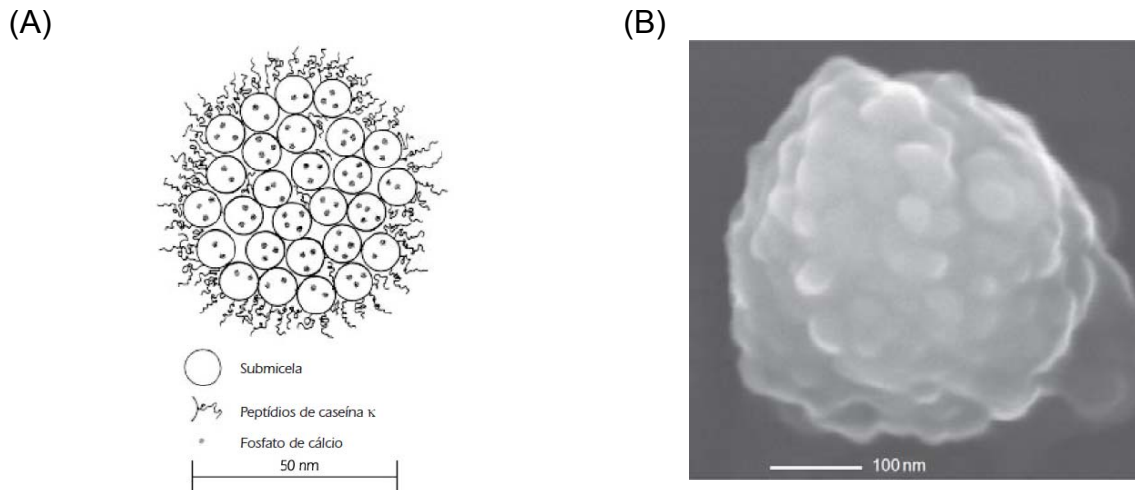 (A)
(B)
Submicela
Peptídios de caseína κ
Fosfato de cálcio
50 nm
100 nm